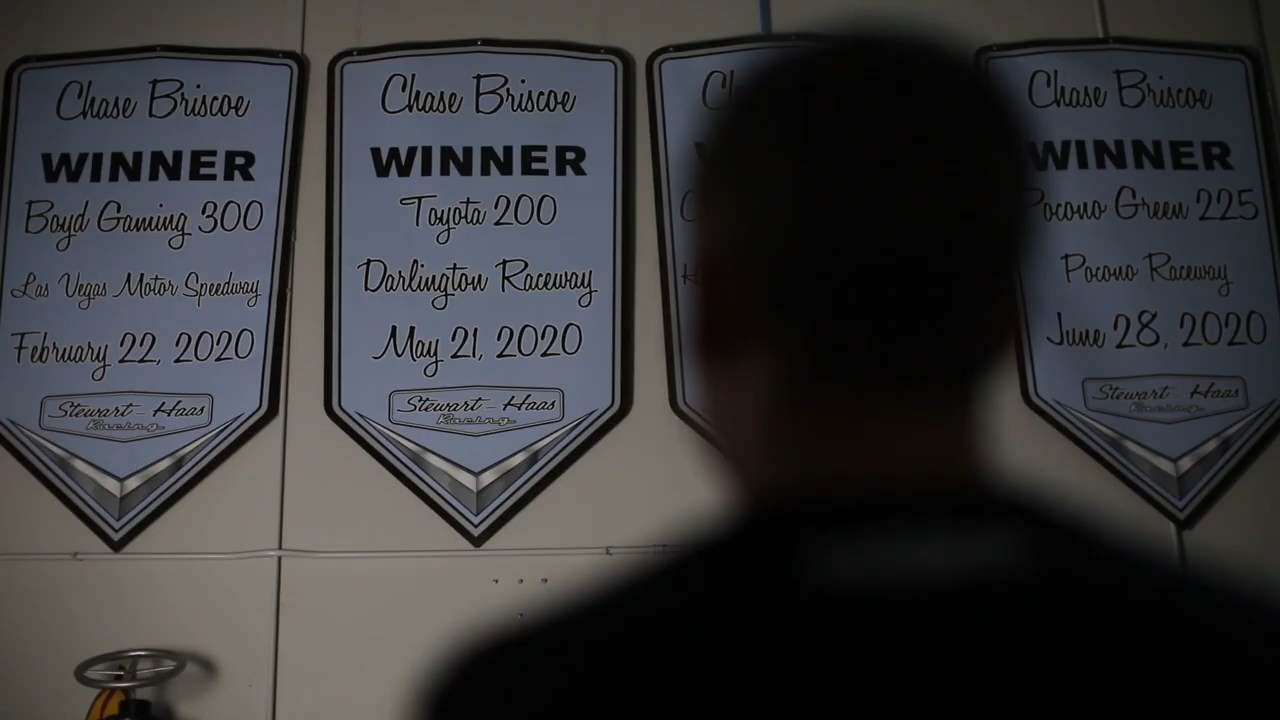 Chase Briscoe
WINNER
Boyd Gaming 300
Las Vegas Motor Speedway
February 22, 2020
Stewart-Haas
Racing
Chase Briscoe
WINNER
Toyota 200
Darlington Raceway
May 21, 2020
Stewart-Haas
Racing
Chase Briscoe
WINNER
Pocono Green 225
Pocono Raceway
June 28, 2020
Stewart-Haas
Racing